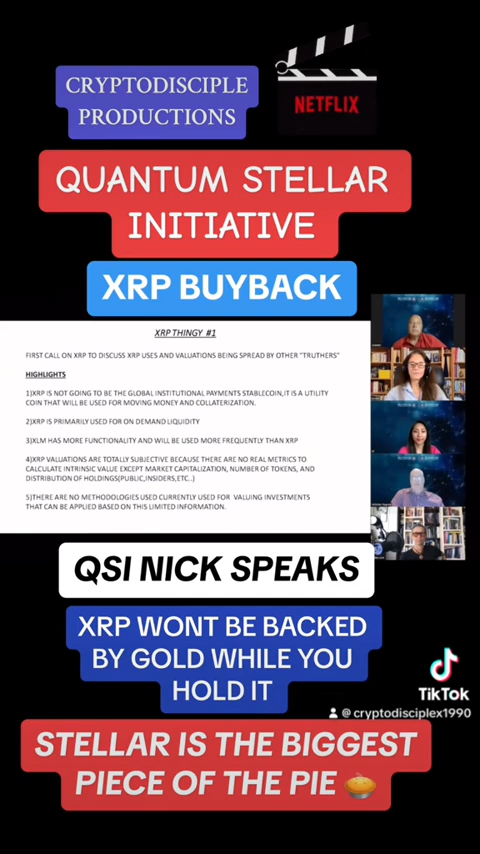 CRYPTODISCIPLE
PRODUCTIONS
NETFLIX
QUANTUM STELLAR
INITIATIVE
XRP BUYBACK
XRP THINGY #1
FIRST CALL ON XRP TO DISCUSS XRP USES AND VALUATIONS BEING SPREAD BY OTHER "TRUTHERS"
HIGHLIGHTS
1)XRP IS NOT GOING TO BE THE GLOBAL INSTITUTIONAL PAYMENTS STABLECOIN,IT IS A UTILITY
COIN THAT WILL BE USED FOR MOVING MONEY AND COLLATERIZATION.
2)XRP IS PRIMARILY USED FOR ON DEMAND LIQUIDITY
3)XLM HAS MORE FUNCTIONALITY AND WILL BE USED MORE FREQUENTLY THAN XRP
4)XRP VALUATIONS ARE TOTALLY SUBJECTIVE BECAUSE THERE ARE NO REAL METRICS TO
CALCULATE INTRINSIC VALUE EXCEPT MARKET CAPITALIZATION, NUMBER OF TOKENS, AND
DISTRIBUTION OF HOLDINGS(PUBLIC,INSIDERS,ETC..)
5)THERE ARE NO METHODOLOGIES USED CURRENTLY USED FOR VALUING INVESTMENTS
THAT CAN BE APPLIED BASED ON THIS LIMITED INFORMATION.
QSI NICK SPEAKS
XRP WONT BE BACKED
BY GOLD WHILE YOU
HOLD IT
TikTok
@cryptodisciplex1990
STELLAR IS THE BIGGEST
PIECE OF THE PIE 🥧